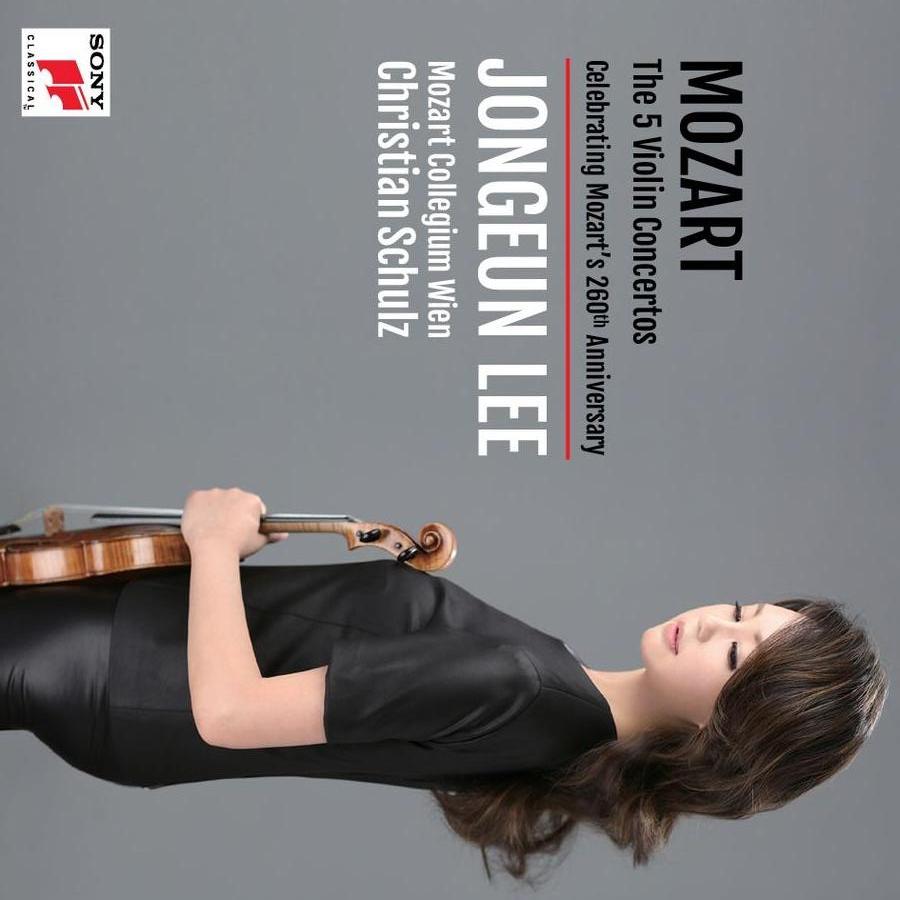 MOZART
The 5 Violin Concertos
Celebrating Mozart's 260th Anniversary
JONGEUN LEE
Mozart Collegium Wien
Christian Schulz
SONY
CLASSICAL